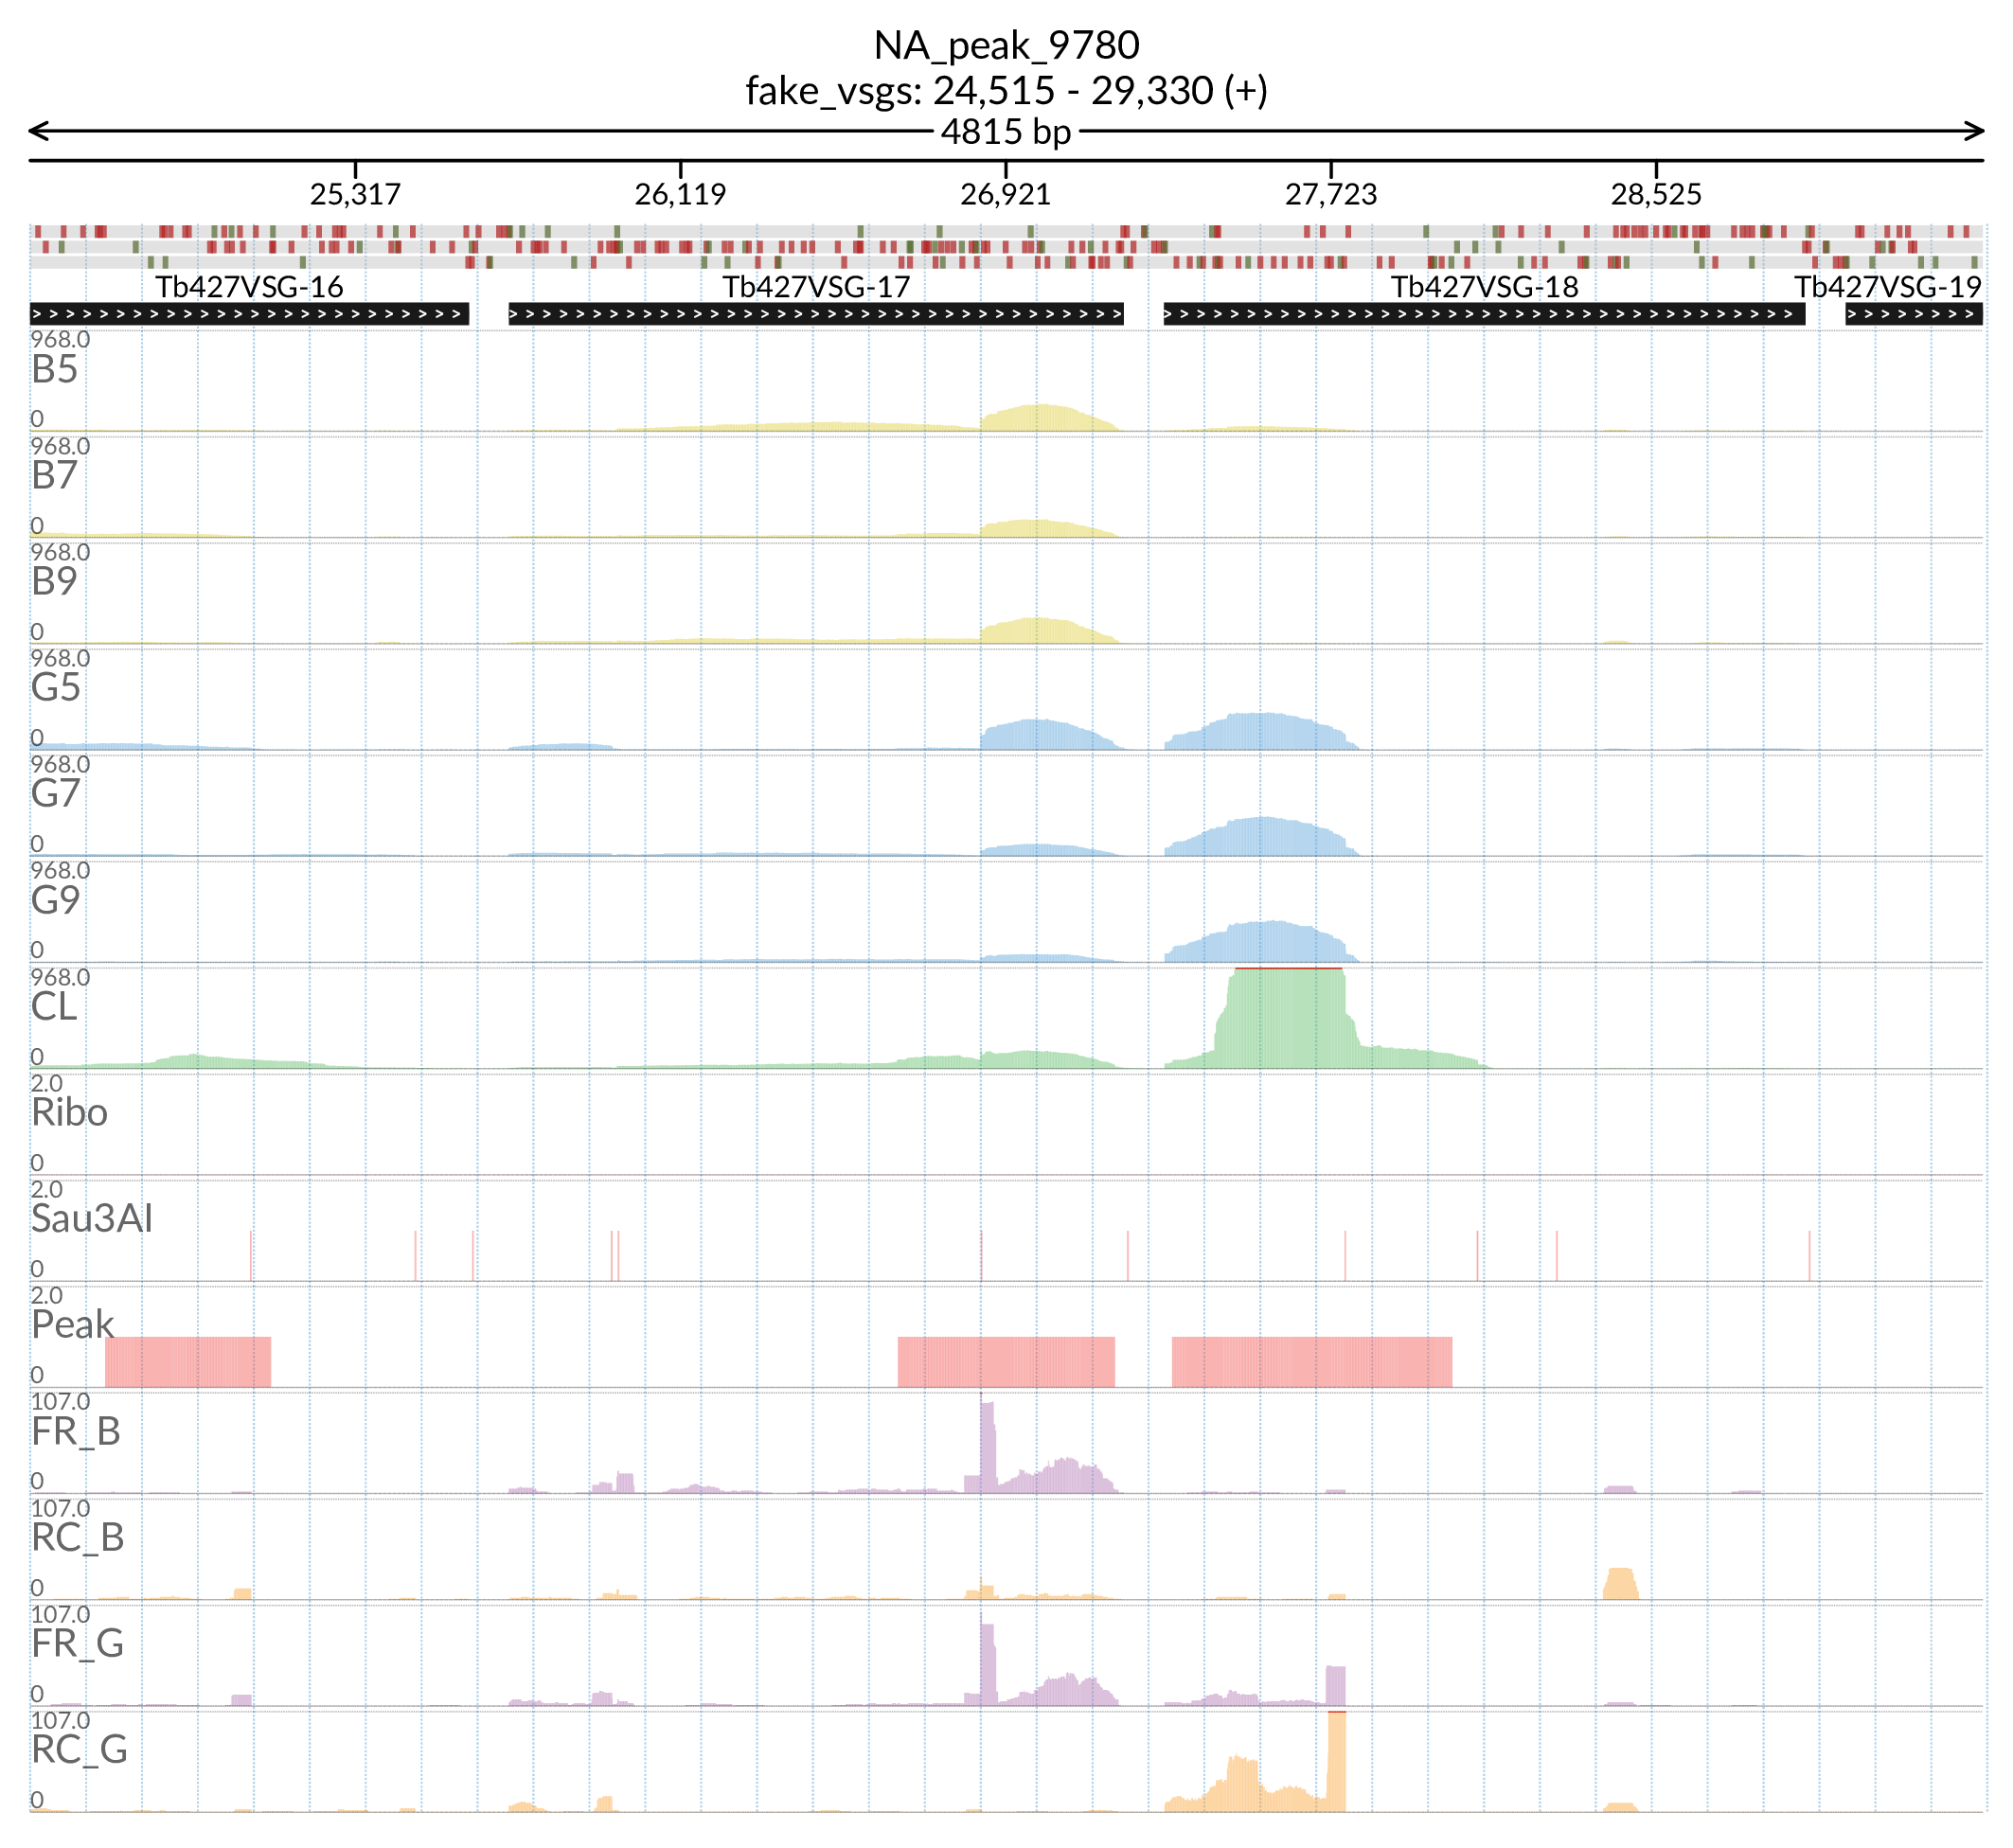 NA_peak_9780
fake_vsgs: 24,515 - 29,330 (+)
4815 bp
25,317 26,119 26,921 27,723 28,525
Tb427VSG-16 Tb427VSG-17 Tb427VSG-18 Tb427VSG-19
968.0
B5
0
968.0
B7
0
968.0
B9
0
968.0
G5
0
968.0
G7
0
968.0
G9
0
968.0
CL
0
2.0
Ribo
0
2.0
Sau3AI
0
2.0
Peak
0
107.0
FR_B
0
107.0
RC_B
0
107.0
FR_G
0
107.0
RC_G
0